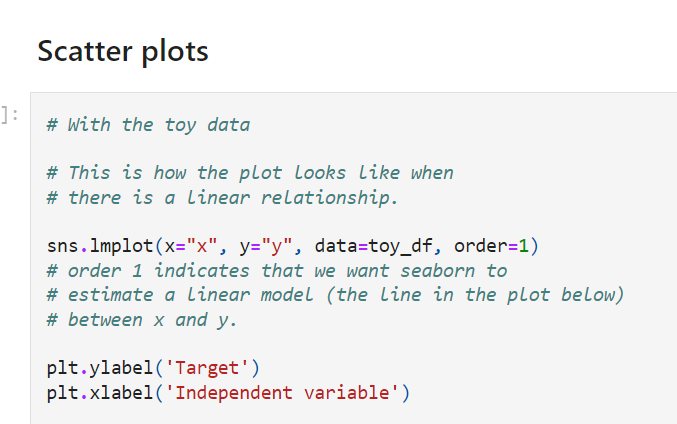 Scatter plots
]:
# With the toy data
# This is how the plot looks like when
# there is a linear relationship.
sns.lmplot(x="x", y="y", data=toy_df, order=1)
# order 1 indicates that we want seaborn to
# estimate a linear model (the line in the plot below)
# between x and y.
plt.ylabel('Target')
plt.xlabel('Independent variable')